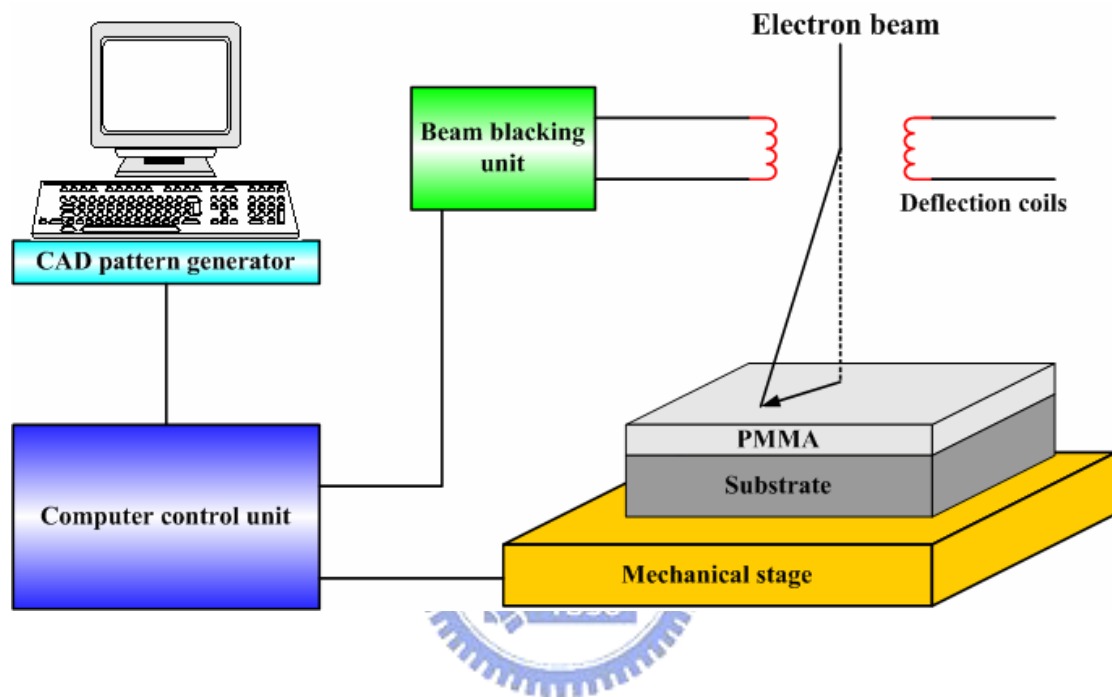 Electron beam
Beam blacking
unit
Deflection coils
CAD pattern generator
PMMA
Substrate
Computer control unit
Mechanical stage